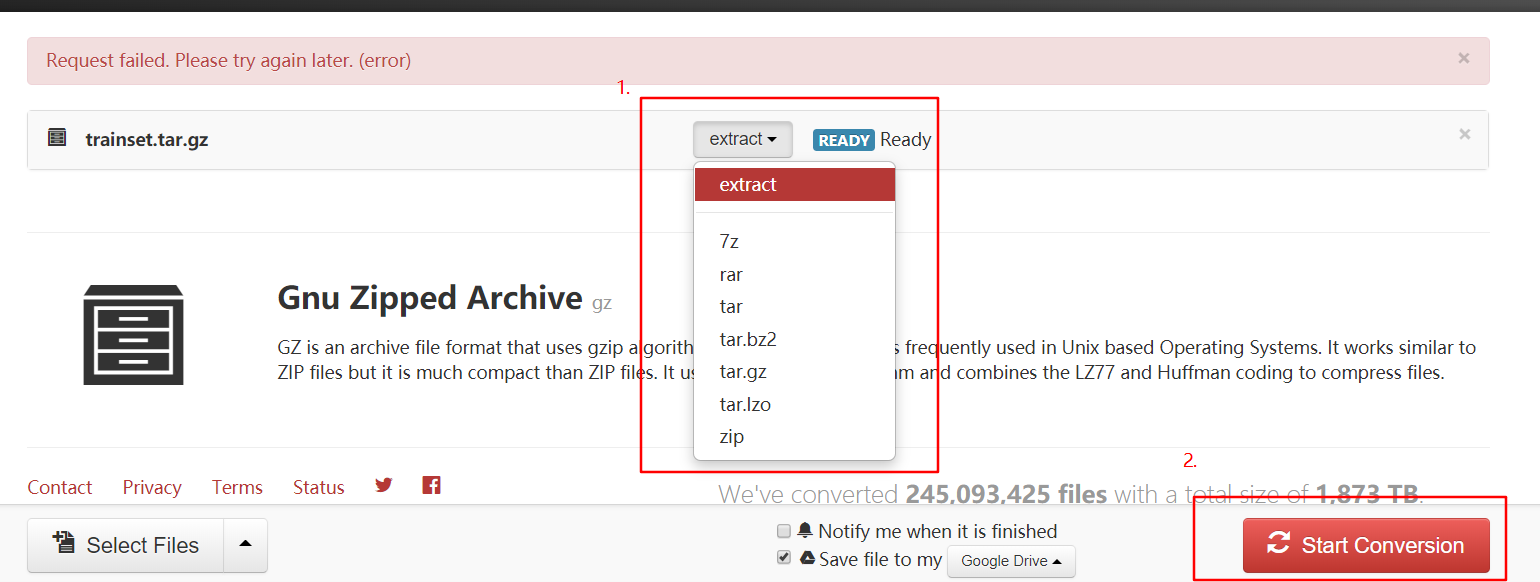 Request failed. Please try again later. (error)
×
1.
trainset.tar.gz
extract
READY Ready
×
extract
7z
rar
tar
tar.bz2
tar.gz
tar.lzo
zip
Gnu Zipped Archive gz
GZ is an archive file format that uses gzip algorith s frequently used in Unix based Operating Systems. It works similar to
ZIP files but it is much compact than ZIP files. It us m and combines the LZ77 and Huffman coding to compress files.
2.
Contact Privacy Terms Status
We've converted 245,093,425 files with a total size of 1,873 TB.
Select Files
Notify me when it is finished
Save file to my Google Drive
Start Conversion